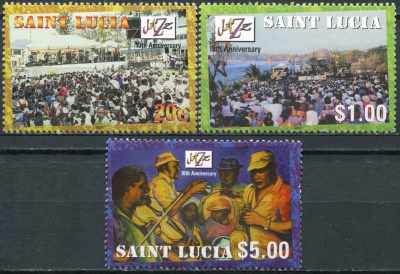 SAINT LUCIA
JAZZ
10th Anniversary
20¢
SAINT LUCIA
JAZZ
10th Anniversary
$1.00
JAZZ
10th Anniversary
SAINT LUCIA $5.00